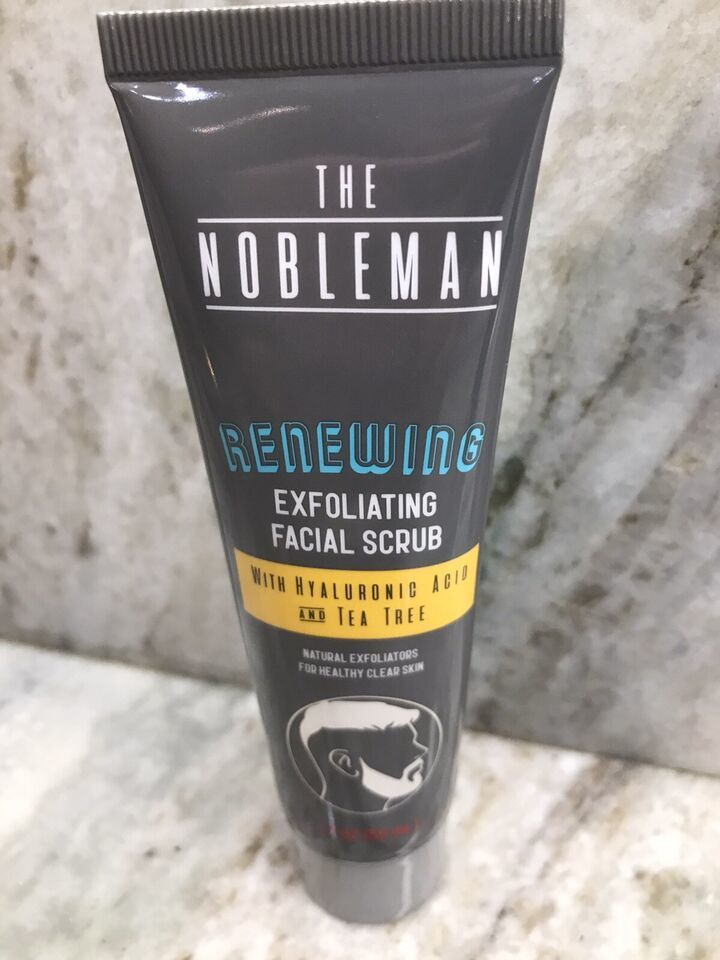 THE
NOBLEMAN
RENEWING
EXFOLIATING
FACIAL SCRUB
WITH HYALURONIC ACID
AND TEA TREE
NATURAL EXFOLIATORS
FOR HEALTHY CLEAR SKIN